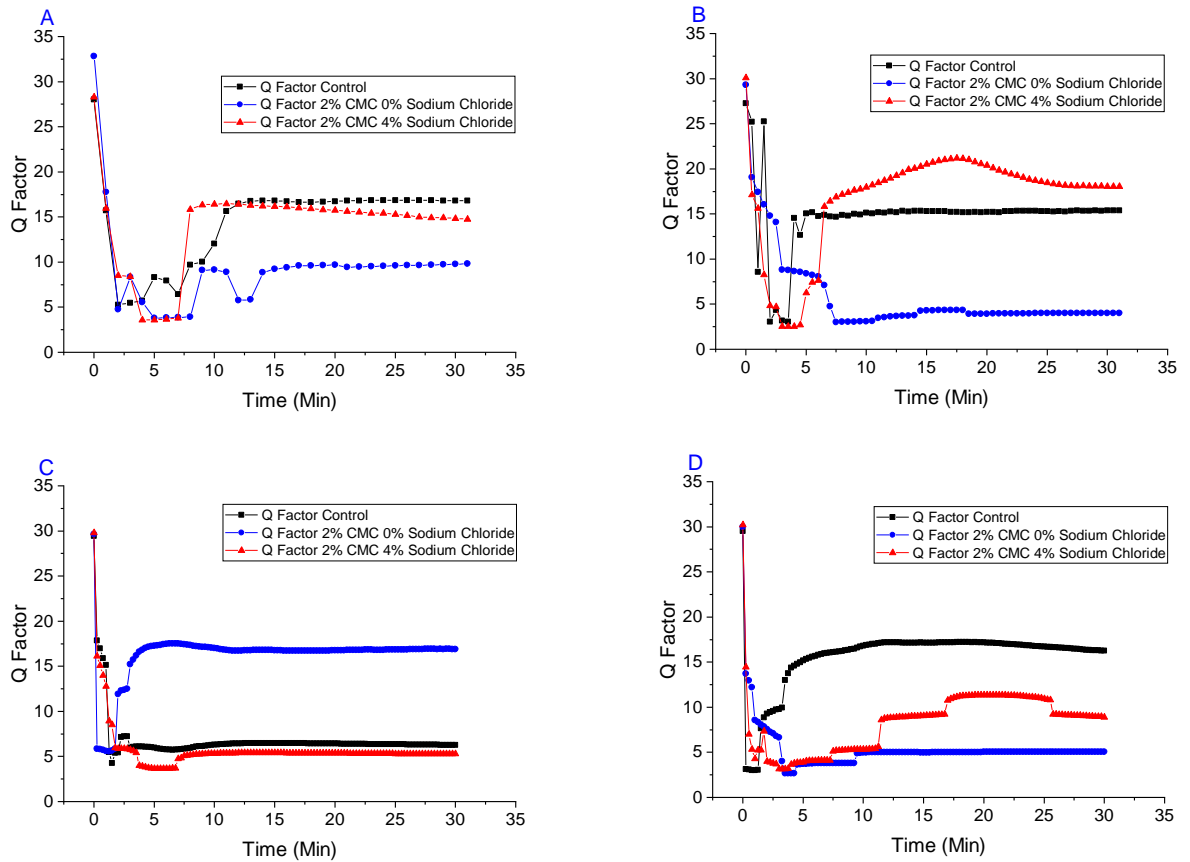 A
35
30
25
20
15
10
5
0
Q Factor
Q Factor Control
Q Factor 2% CMC 0% Sodium Chloride
Q Factor 2% CMC 4% Sodium Chloride
0 5 10 15 20 25 30 35
Time (Min)
B
35
30
25
20
15
10
5
0
Q Factor
Q Factor Control
Q Factor 2% CMC 0% Sodium Chloride
Q Factor 2% CMC 4% Sodium Chloride
0 5 10 15 20 25 30 35
Time (Min)
C
35
30
25
20
15
10
5
0
Q Factor
Q Factor Control
Q Factor 2% CMC 0% Sodium Chloride
Q Factor 2% CMC 4% Sodium Chloride
0 5 10 15 20 25 30 35
Time (Min)
D
35
30
25
20
15
10
5
0
Q Factor
Q Factor Control
Q Factor 2% CMC 0% Sodium Chloride
Q Factor 2% CMC 4% Sodium Chloride
0 5 10 15 20 25 30 35
Time (Min)